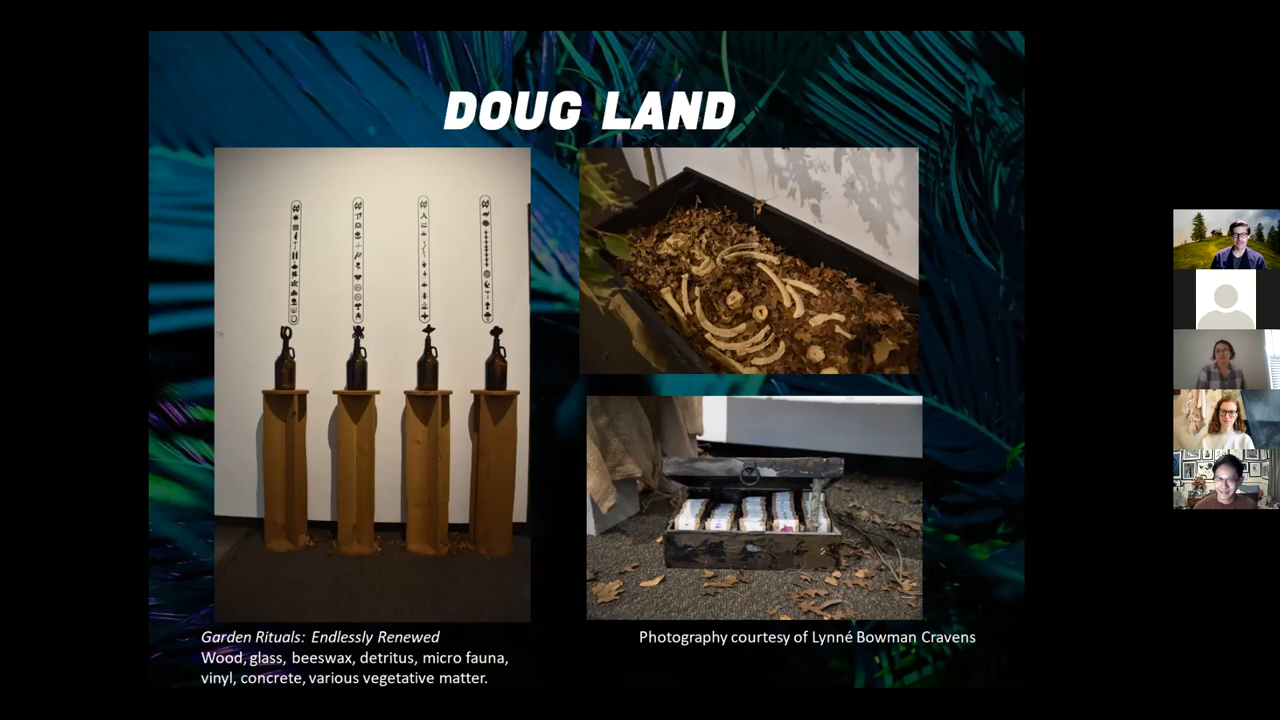 DOUG LAND
Garden Rituals: Endlessly Renewed
Wood, glass, beeswax, detritus, micro fauna,
vinyl, concrete, various vegetative matter.
Photography courtesy of Lynné Bowman Cravens